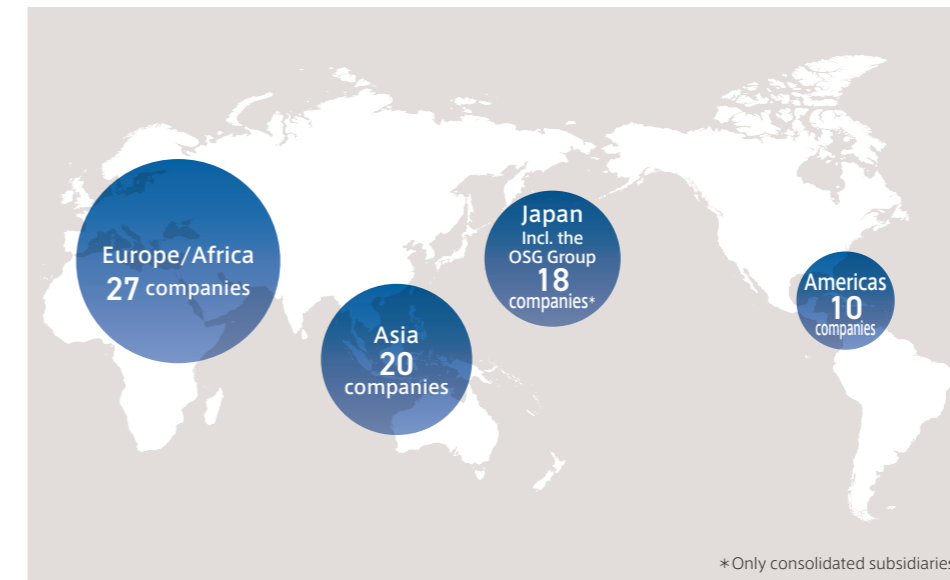 Europe/Africa
27 companies
Asia
20
companies
Japan
Incl. the
OSG Group
18
companies*
Americas
10
companies
*Only consolidated subsidiaries